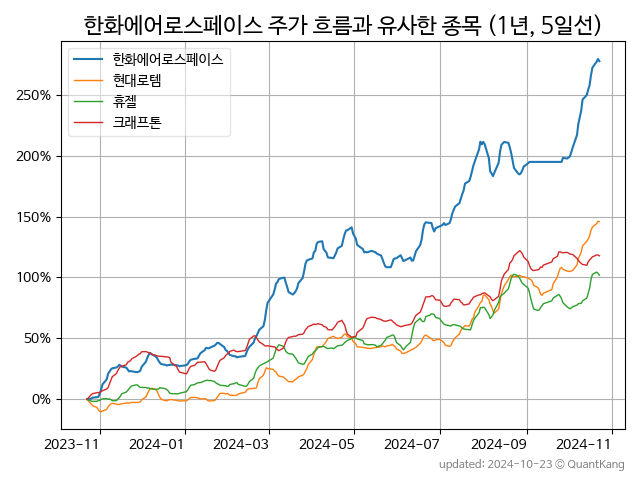 한화에어로스페이스 주가 흐름과 유사한 종목 (1년, 5일선)
한화에어로스페이스
현대로템
휴젤
크래프톤
250%
200%
150%
100%
50%
0%
2023-11 2024-01 2024-03 2024-05 2024-07 2024-09 2024-11
updated: 2024-10-23 © QuantKang